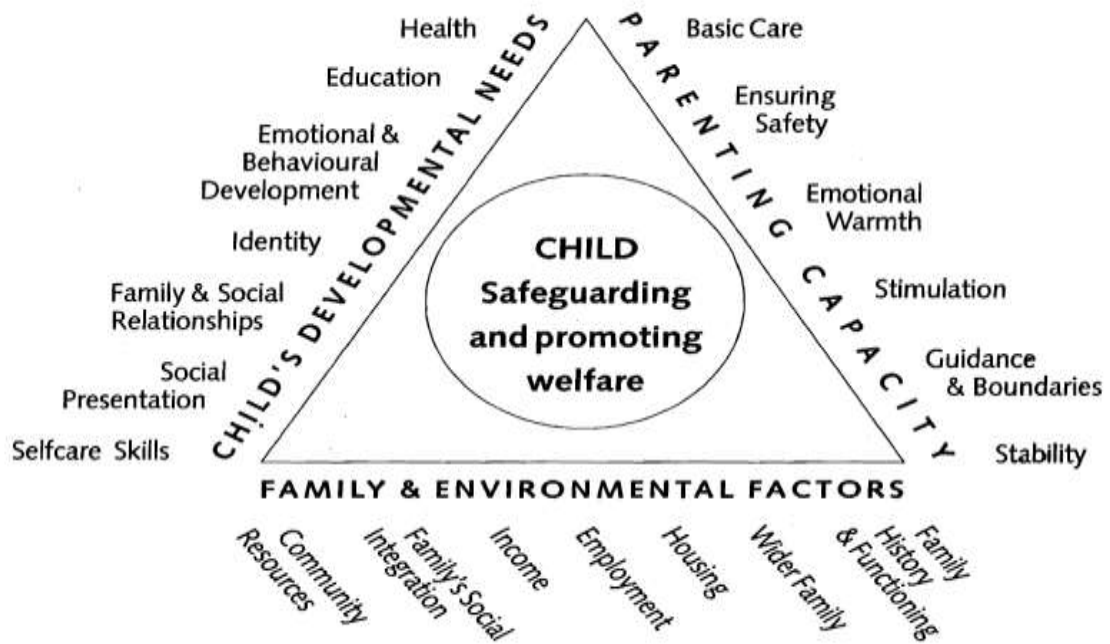 Health
Education
Emotional &
Behavioural
Development
Identity
Family & Social
Relationships
Social
Presentation
Selfcare Skills
CHILD'S DEVELOPMENTAL NEEDS
PARENTING CAPACITY
Basic Care
Ensuring
Safety
Emotional
Warmth
Stimulation
Guidance
& Boundaries
Stability
CHILD
Safeguarding
and promoting
welfare
FAMILY & ENVIRONMENTAL FACTORS
Community
Resources
Family's Social
Integration
Income
Employment
Housing
Wider Family
Family
History
& Functioning